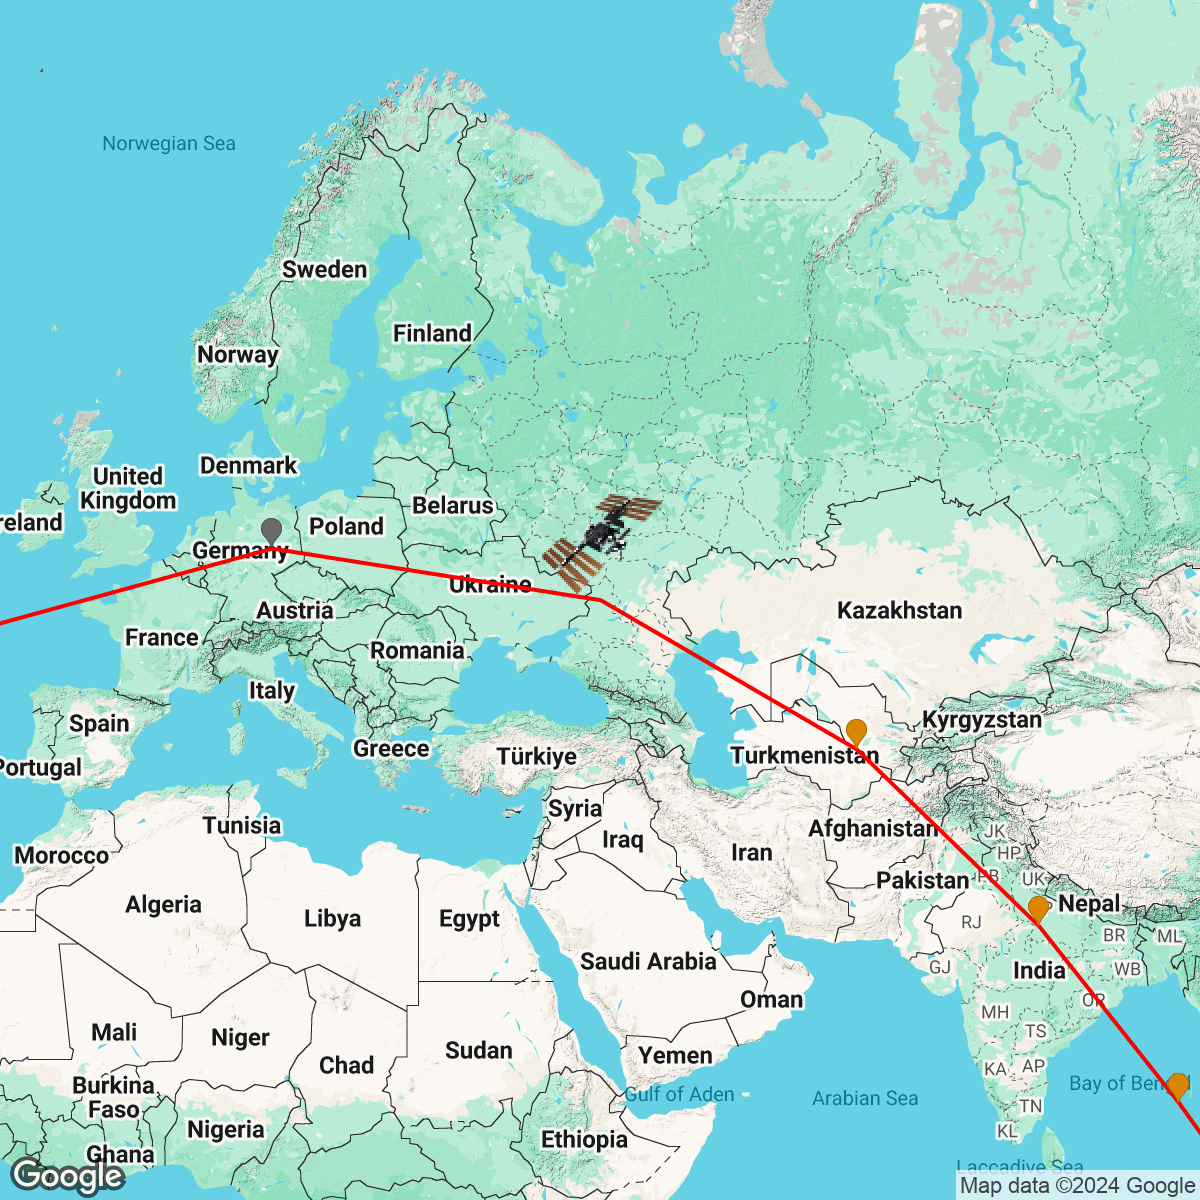 Norwegian Sea
Sweden
Finland
Norway
Denmark
United
Kingdom
reland
Belarus
Poland
Germany
Ukraine
Kazakhstan
Austria
France
Romania
Italy
Spain
Kyrgyzstan
Greece
Türkiye
Turkmenistan
Portugal
Syria
Tunisia
Afghanistan
JK
Iraq
Iran
HP
Morocco
Pakistan
PB
UK
Algeria
Nepal
Libya
Egypt
RJ
BR
ML
Saudi Arabia
GJ
India
WB
Oman
OR
MH
Mali
Niger
TS
Sudan
Yemen
Chad
KA
AP
Burkina
Faso
Gulf of Aden
Arabian Sea
Bay of Bengal
TN
Nigeria
Ethiopia
KL
Ghana
Laccadive Sea
Google
Map data ©2024 Google